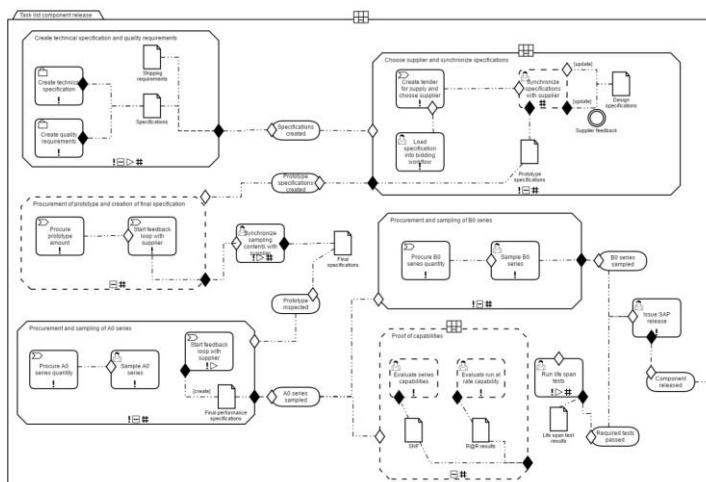 Task list component release
Create technical specification and quality requirements
Create technical
specification
Create quality
requirements
Shipping
requirements
Specifications
Specifications
created
Choose supplier and synchronize specifications
Create tender
for supply and
choose supplier
Load
specification
into bidding
workflow
Synchronize
specifications
with supplier
[update]
[update]
Design
specifications
Supplier feedback
Prototype
specifications
Prototype
specifications
created
Procurement of prototype and creation of final specification
Procure
prototype
amount
Start feedback
loop with
supplier
Synchronize
sampling
contents with
supplier
Final
specifications
Prototype
inspected
Procurement and sampling of B0 series
Procure B0
series quantity
Sample B0
series
B0 series
sampled
Issue SAP
release
Component
released
Procurement and sampling of A0 series
Procure A0
series quantity
Sample A0
series
Start feedback
loop with
supplier
[create]
Final performance
specifications
A0 series
sampled
Proof of capabilities
Evaluate series
capabilities
Evaluate run at
rate capability
SNF
R@R results
Run life span
tests
Life span test
results
Required tests
passed